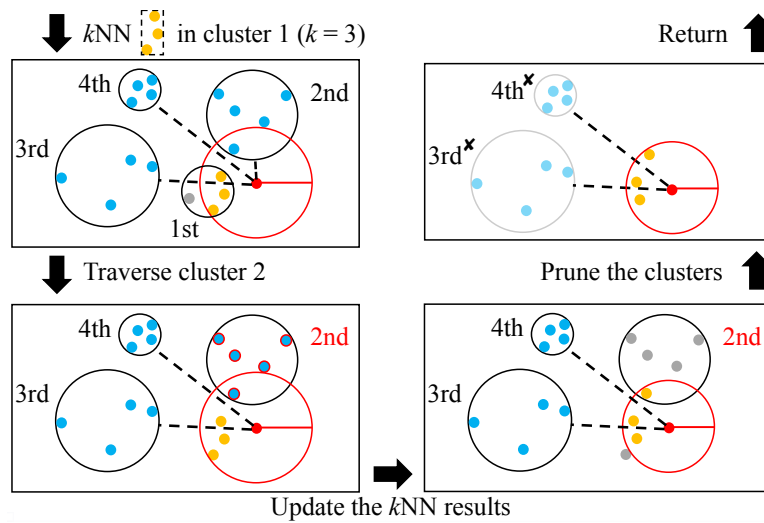 kNN in cluster 1 (k = 3)
Return
4th
2nd
3rd
1st
4th✘
3rd✘
Traverse cluster 2
Prune the clusters
4th
2nd
3rd
4th
2nd
3rd
Update the kNN results